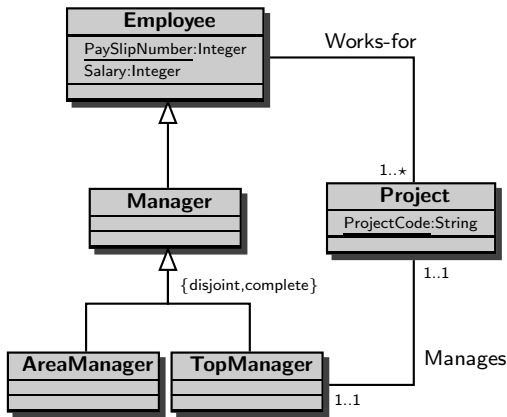 Employee
PaySlipNumber:Integer
Salary:Integer
Works-for
1..⋆
Manager
Project
ProjectCode:String
{disjoint,complete}
1..1
AreaManager
TopManager
Manages
1..1